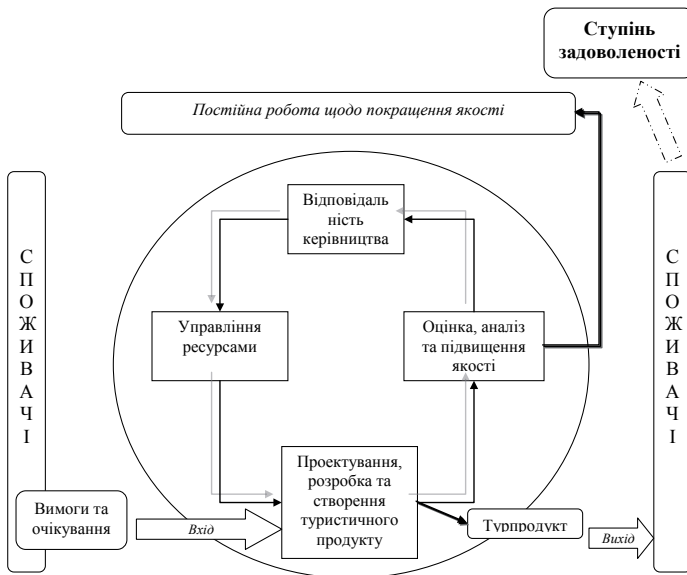 Ступінь
задоволеності
Постійна робота щодо покращення якості
Відповідаль
ність
керівництва
С
П
О
Ж
И
В
А
Ч
І
Управління
ресурсами
Оцінка, аналіз
та підвищення
якості
С
П
О
Ж
И
В
А
Ч
І
Проектування,
розробка та
створення
туристичного
продукту
Вимоги та
очікування
Вхід
Турпродукт
Вихід